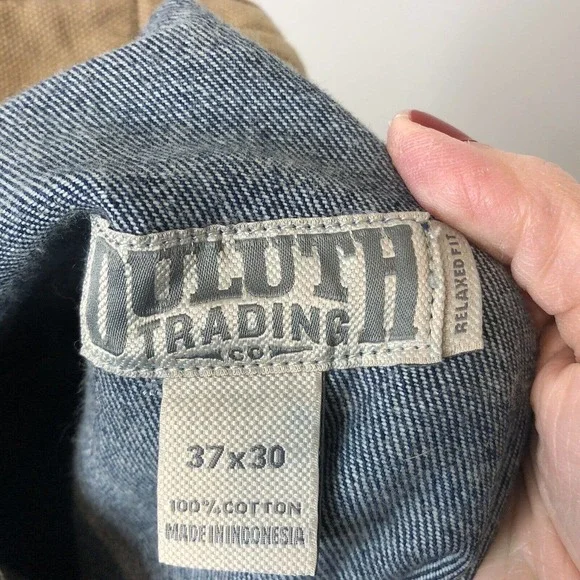 DULUTH
TRADING
CO
RELAXED FIT
37x30
100% COTTON
MADE IN INDONESIA